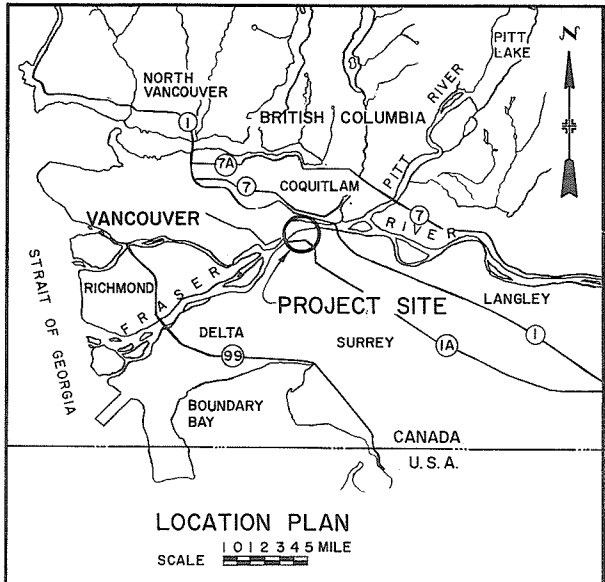 N
PITT
LAKE
NORTH
VANCOUVER
RIVER
1
BRITISH COLUMBIA
7A
PITT
7
COQUITLAM
7
VANCOUVER
RIVER
STRAIT OF GEORGIA
RICHMOND
FRASER
PROJECT SITE
LANGLEY
DELTA
SURREY
1
1A
99
BOUNDARY
BAY
CANADA
U.S.A.
LOCATION PLAN
SCALE 1 0 1 2 3 4 5 MILE